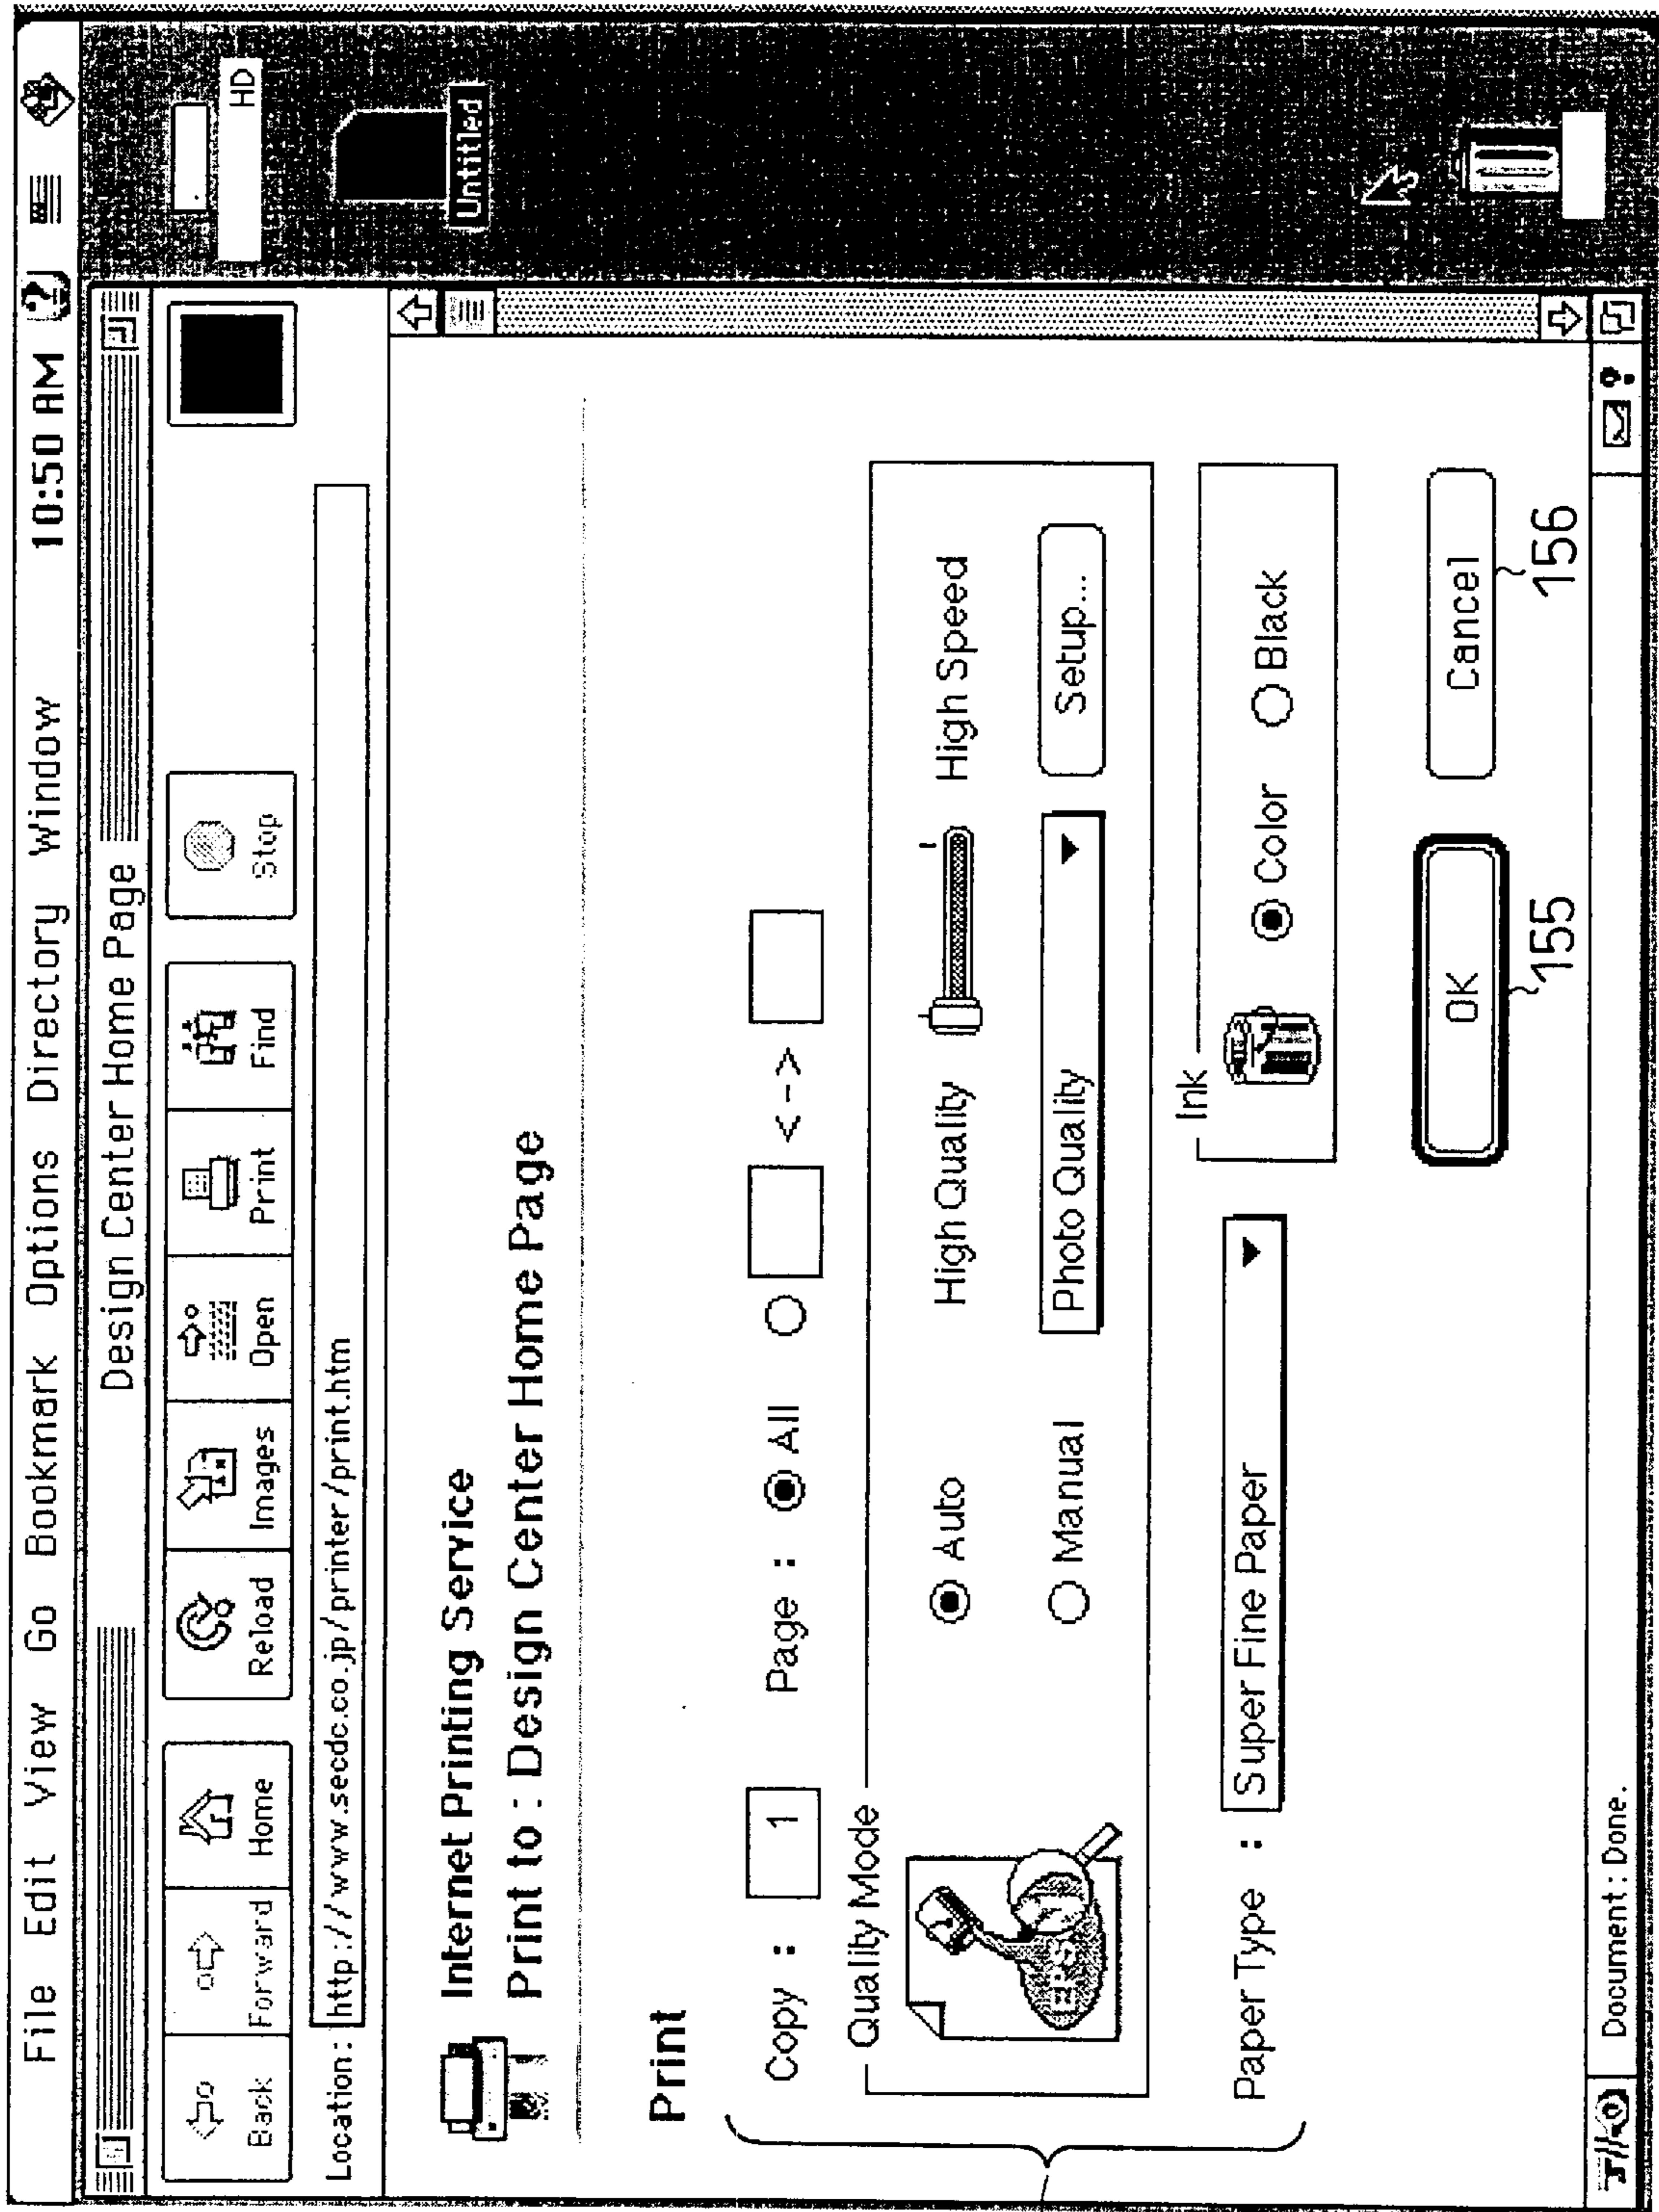 File Edit View Go Bookmark Options Directory Window 10:50 AM
Design Center Home Page
Back Forward Home Reload Images Open Print Find Stop
Location: http://www.secdc.co.jp/printer/print.htm
HD
Untitled
Internet Printing Service
Print to : Design Center Home Page
Print
Copy : 1 Page : All < - >
Quality Mode
Auto High Quality High Speed
Manual Photo Quality Setup...
EPS
Paper Type : Super Fine Paper
Ink
Color Black
OK Cancel
155 156
Document: Done.